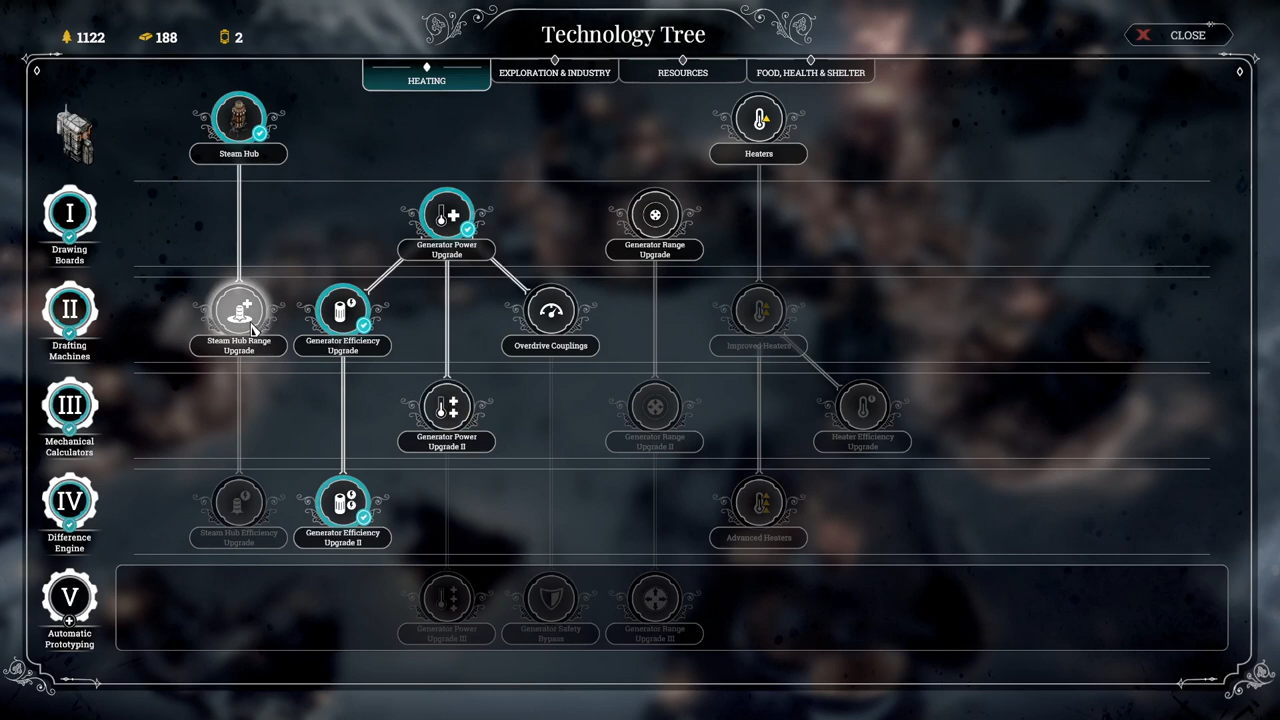 1122
188
2
Technology Tree
CLOSE
HEATING
EXPLORATION & INDUSTRY
RESOURCES
FOOD, HEALTH & SHELTER
Steam Hub
Heaters
I
Drawing
Boards
Generator Power
Upgrade
Generator Range
Upgrade
II
Drafting
Machines
Steam Hub Range
Upgrade
Generator Efficiency
Upgrade
Overdrive Couplings
Improved Heaters
III
Mechanical
Calculators
Generator Power
Upgrade II
Generator Range
Upgrade II
Heater Efficiency
Upgrade
IV
Difference
Engine
Steam Hub Efficiency
Upgrade
Generator Efficiency
Upgrade II
Advanced Heaters
V
Automatic
Prototyping
Generator Power
Upgrade III
Generator Safety
Bypass
Generator Range
Upgrade III